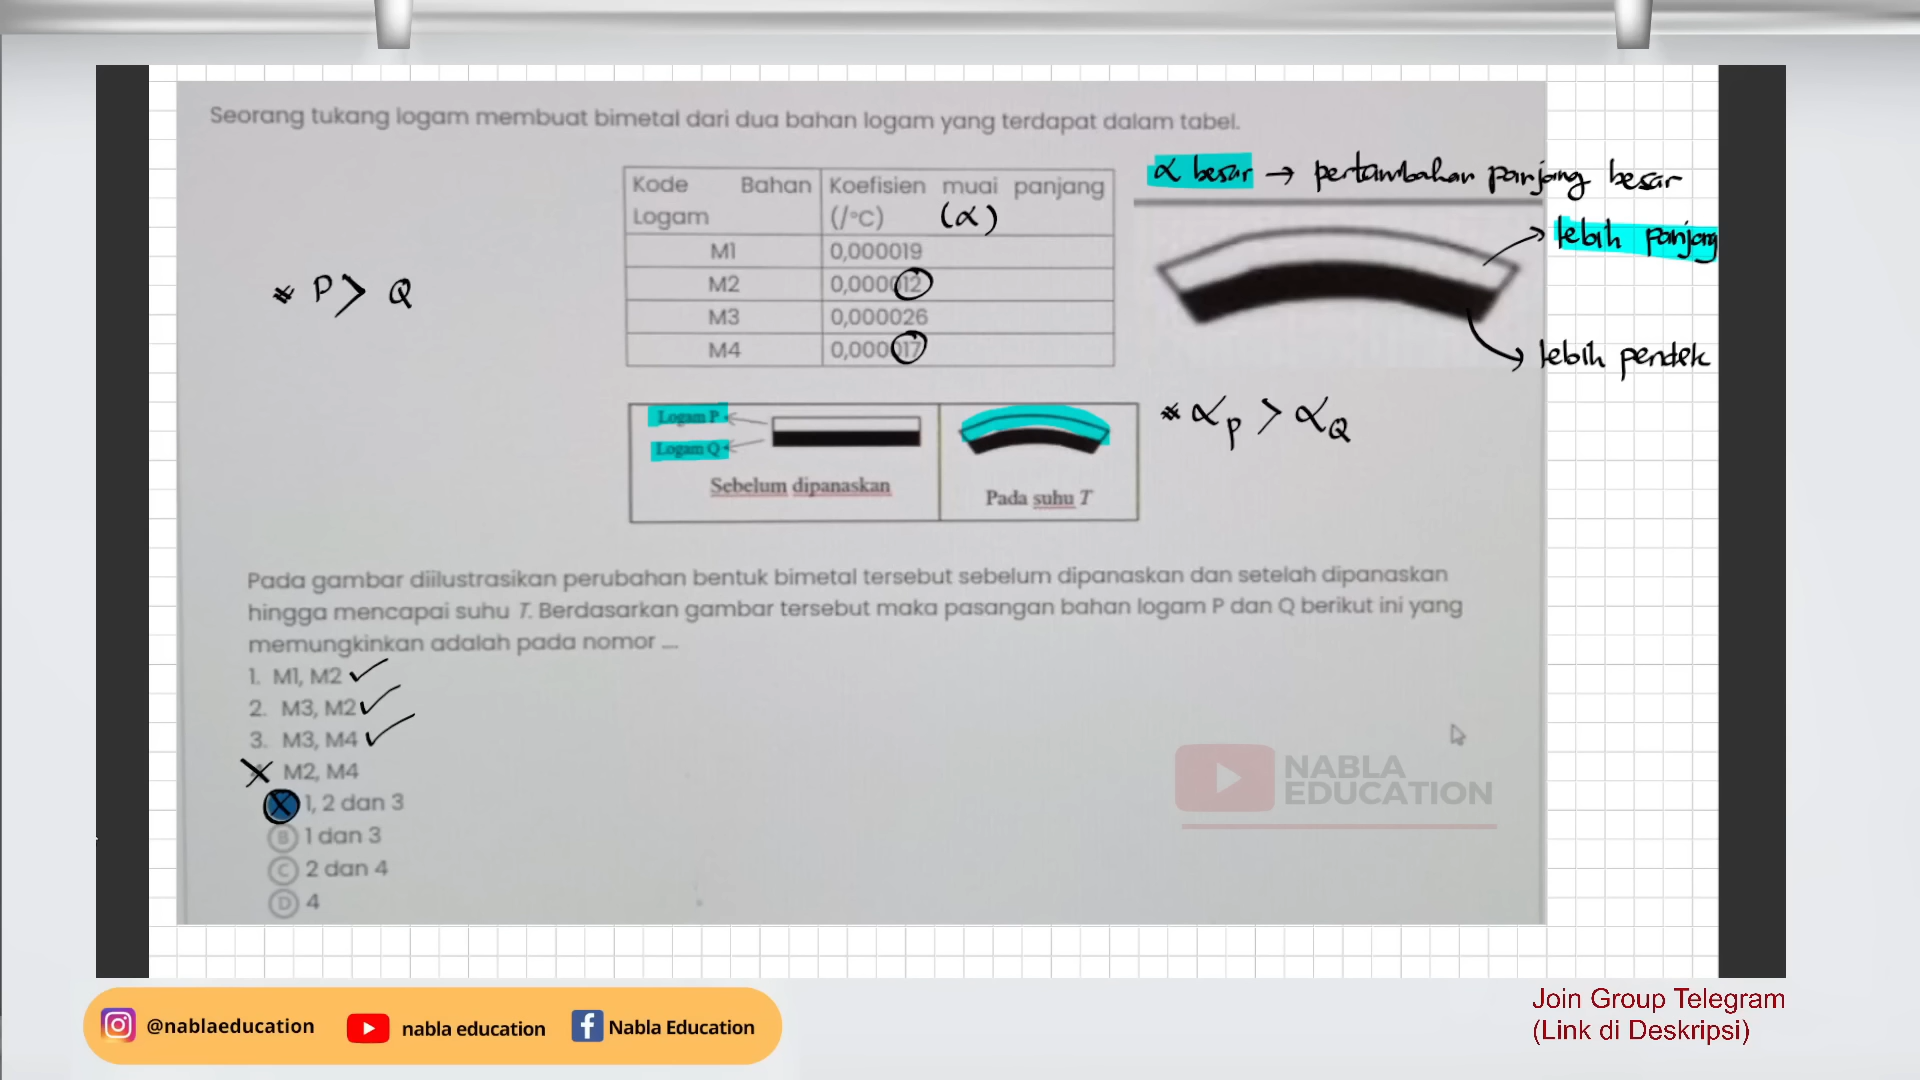 Seorang tukang logam membuat bimetal dari dua bahan logam yang terdapat dalam tabel.
α besar → pertambahan panjang besar
Kode Bahan Logam
Koefisien muai panjang (/°C) (α)
M1 0,000019
M2 0,000012
M3 0,000026
M4 0,000017
* P > Q
lebih panjang
lebih pendek
* αP > αQ
Logam P
Logam Q
Sebelum dipanaskan
Pada suhu T
Pada gambar diilustrasikan perubahan bentuk bimetal tersebut sebelum dipanaskan dan setelah dipanaskan
hingga mencapai suhu T. Berdasarkan gambar tersebut maka pasangan bahan logam P dan Q berikut ini yang
memungkinkan adalah pada nomor ....
1. M1, M2 ✓
2. M3, M2 ✓
3. M3, M4 ✓
M2, M4
X 1, 2 dan 3
B 1 dan 3
C 2 dan 4
D 4
NABLA
EDUCATION
@nablaeducation
nabla education
Nabla Education
Join Group Telegram
(Link di Deskripsi)